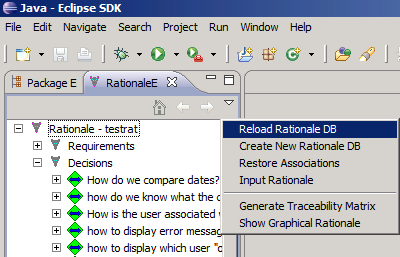 Java - Eclipse SDK
File Edit Navigate Search Project Run Window Help
Package E RationaleE
Rationale - testrat
Requirements
Decisions
How do we compare dates?
how do we know what the c
How is the user associated
how to display error messag
how to display which user "o
Reload Rationale DB
Create New Rationale DB
Restore Associations
Input Rationale
Generate Traceability Matrix
Show Graphical Rationale